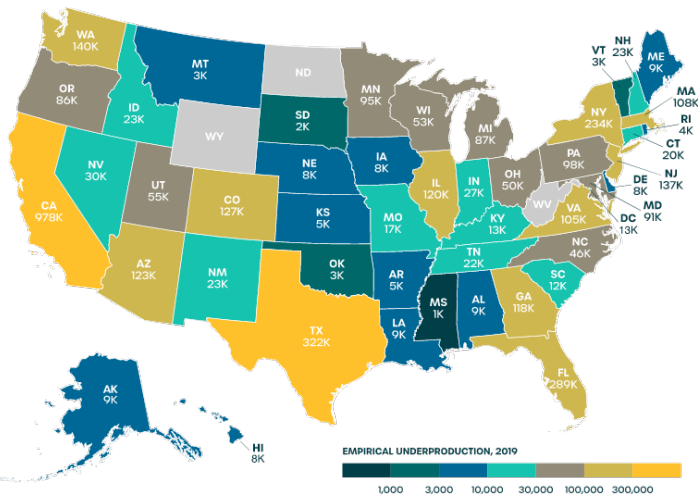 WA
140K
MT
3K
ND
MN
95K
VT
3K
NH
23K
ME
9K
OR
86K
ID
23K
SD
2K
WI
53K
MI
87K
NY
234K
MA
108K
RI
4K
CT
20K
WY
NE
8K
IA
8K
PA
98K
NJ
137K
NV
30K
UT
55K
CO
127K
IL
120K
IN
27K
OH
50K
WV
DE
8K
MD
91K
DC
13K
CA
978K
KS
5K
MO
17K
KY
13K
VA
105K
AZ
123K
NM
23K
OK
3K
AR
5K
TN
22K
NC
46K
SC
12K
TX
322K
LA
9K
MS
1K
AL
9K
GA
118K
FL
289K
AK
9K
HI
8K
EMPIRICAL UNDERPRODUCTION, 2019
1,000 3,000 10,000 30,000 100,000 300,000